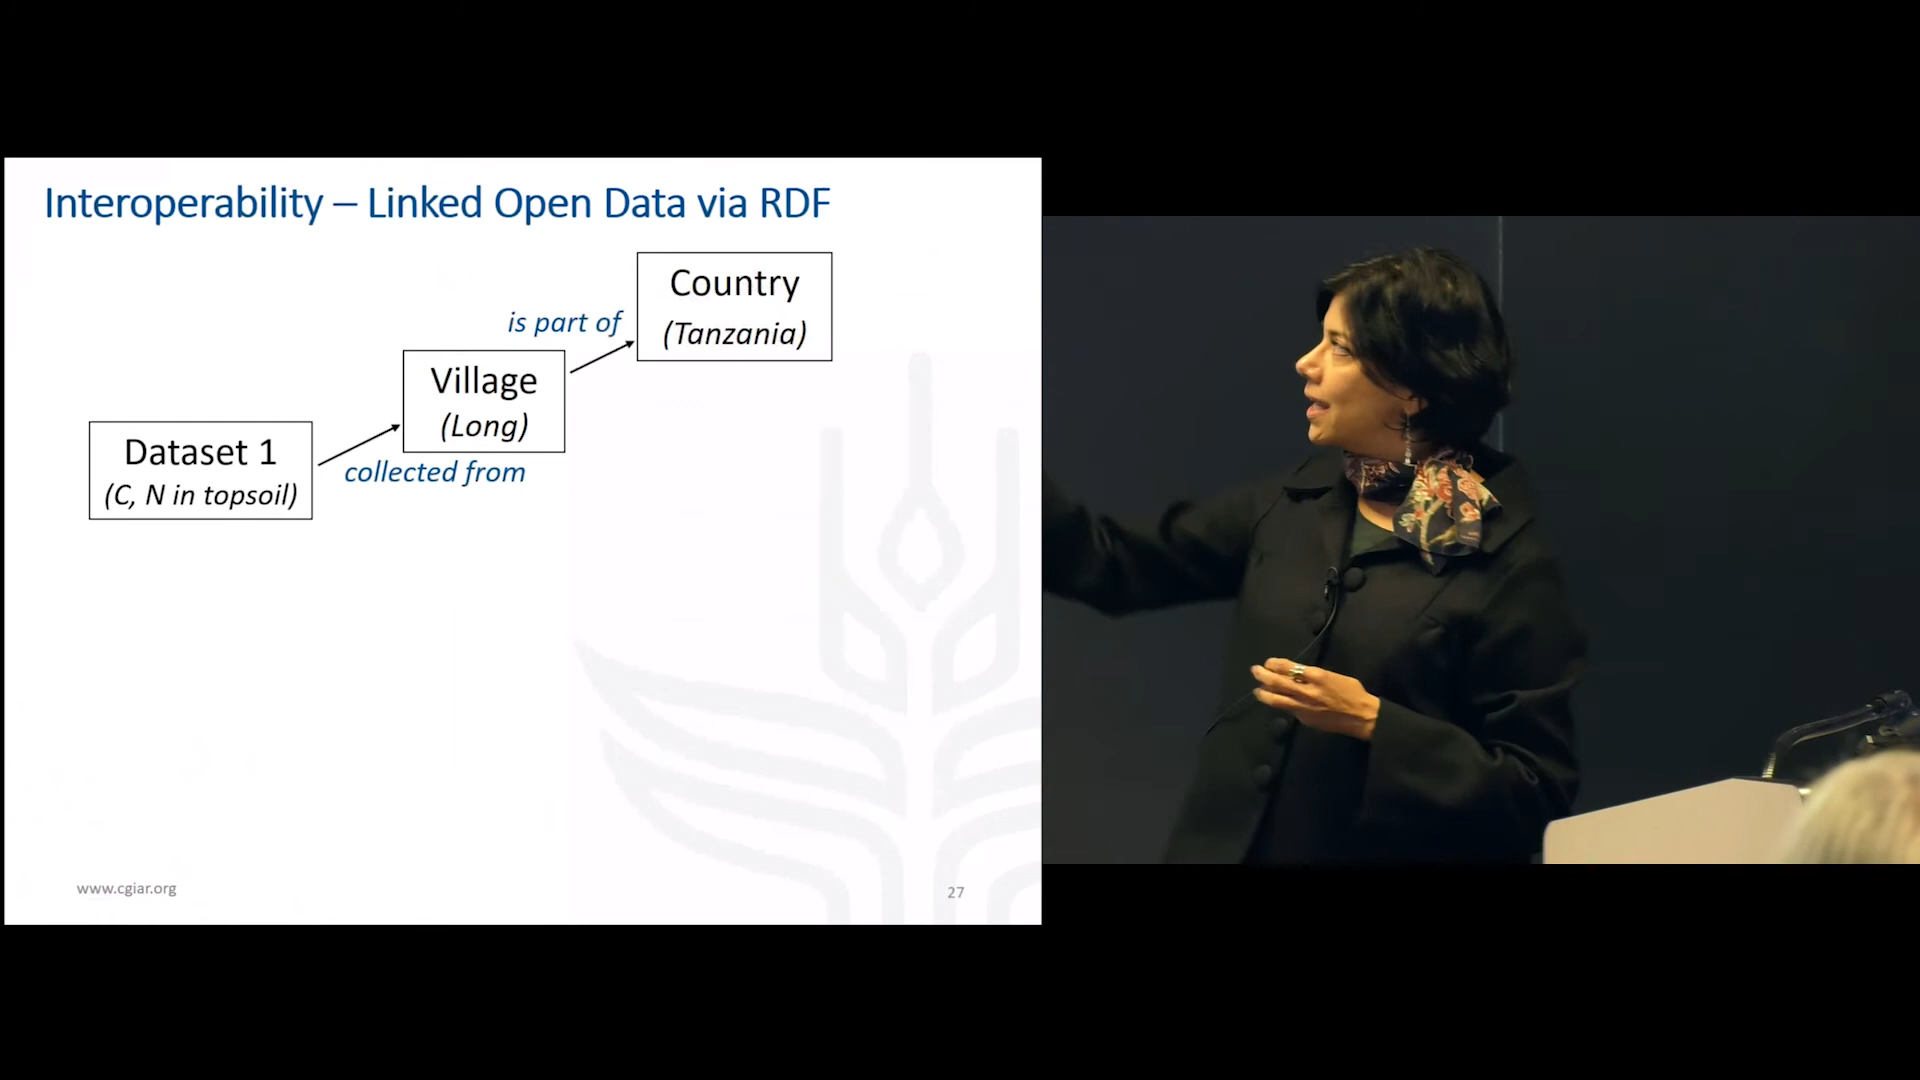 Interoperability – Linked Open Data via RDF
Country
(Tanzania)
is part of
Village
(Long)
collected from
Dataset 1
(C, N in topsoil)
www.cgiar.org
27